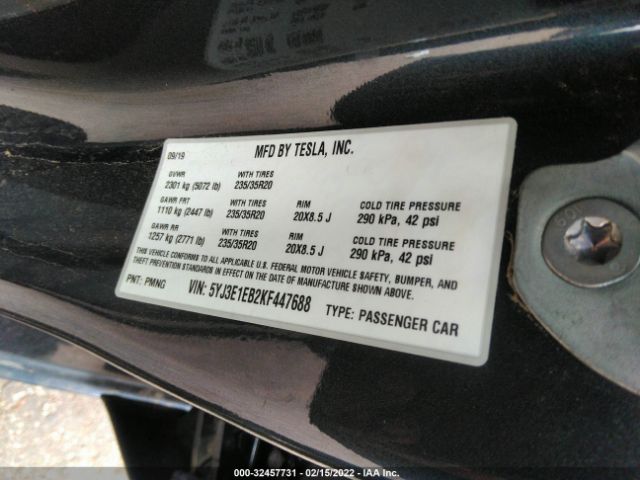 09/19 MFD BY TESLA, INC.
GVWR WITH TIRES
2301 kg (5072 lb) 235/35R20
GAWR FRT WITH TIRES RIM COLD TIRE PRESSURE
1110 kg (2447 lb) 235/35R20 20X8.5 J 290 kPa, 42 psi
GAWR RR WITH TIRES RIM COLD TIRE PRESSURE
1257 kg (2771 lb) 235/35R20 20X8.5 J 290 kPa, 42 psi
THIS VEHICLE CONFORMS TO ALL APPLICABLE U.S. FEDERAL MOTOR VEHICLE SAFETY, BUMPER, AND
THEFT PREVENTION STANDARDS IN EFFECT ON THE DATE OF MANUFACTURE SHOWN ABOVE.
PNT: PMNG VIN: 5YJ3E1EB2KF447688 TYPE: PASSENGER CAR
000-32457731 - 02/15/2022 - IAA Inc.